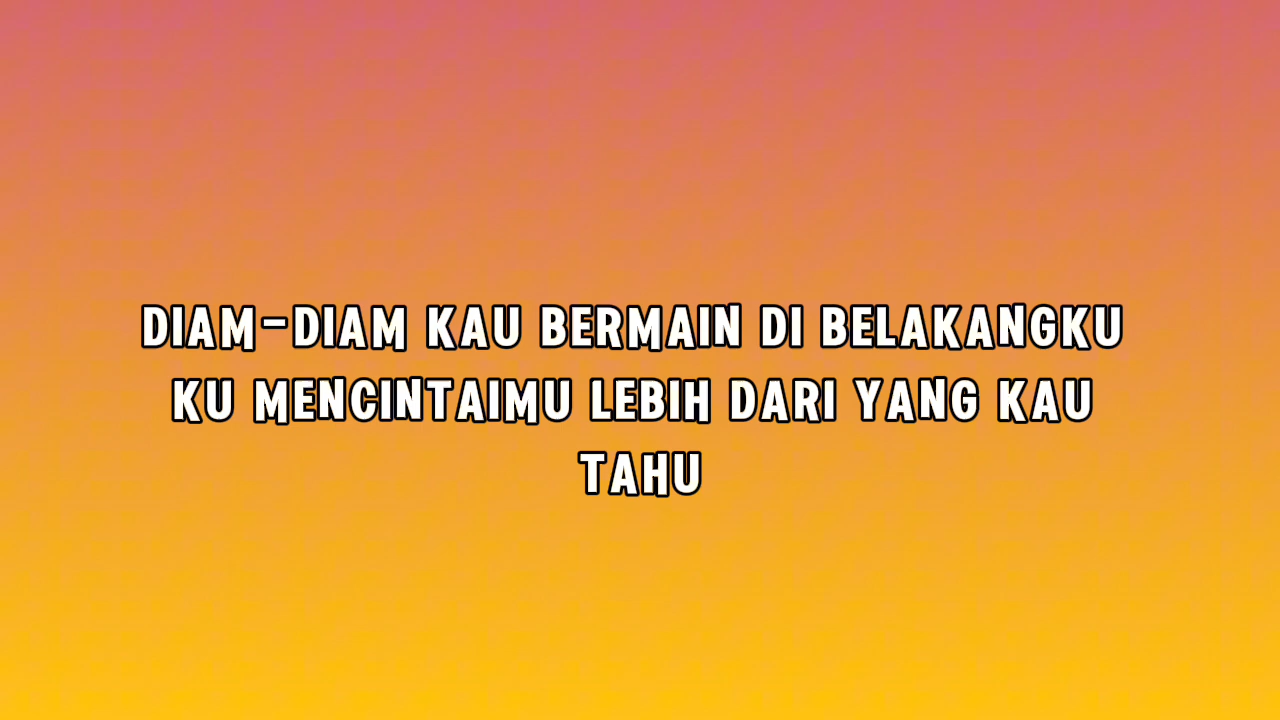 DIAM-DIAM KAU BERMAIN DI BELAKANGKU
KU MENCINTAIMU LEBIH DARI YANG KAU
TAHU